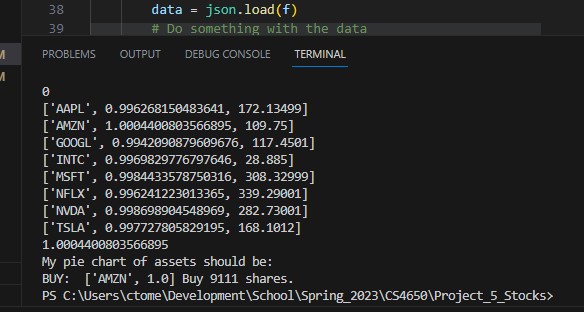 38 data = json.load(f)
39 # Do something with the data
M
PROBLEMS OUTPUT DEBUG CONSOLE TERMINAL
M
0
['AAPL', 0.996268150483641, 172.13499]
['AMZN', 1.0004400803566895, 109.75]
['GOOGL', 0.9942090879609676, 117.4501]
['INTC', 0.9969829776797646, 28.885]
['MSFT', 0.9984433578750316, 308.32999]
['NFLX', 0.996241223013365, 339.29001]
['NVDA', 0.998698904548969, 282.73001]
['TSLA', 0.997727805829195, 168.1012]
1.0004400803566895
My pie chart of assets should be:
BUY:  ['AMZN', 1.0] Buy 9111 shares.
PS C:\Users\ctome\Development\School\Spring_2023\CS4650\Project_5_Stocks>